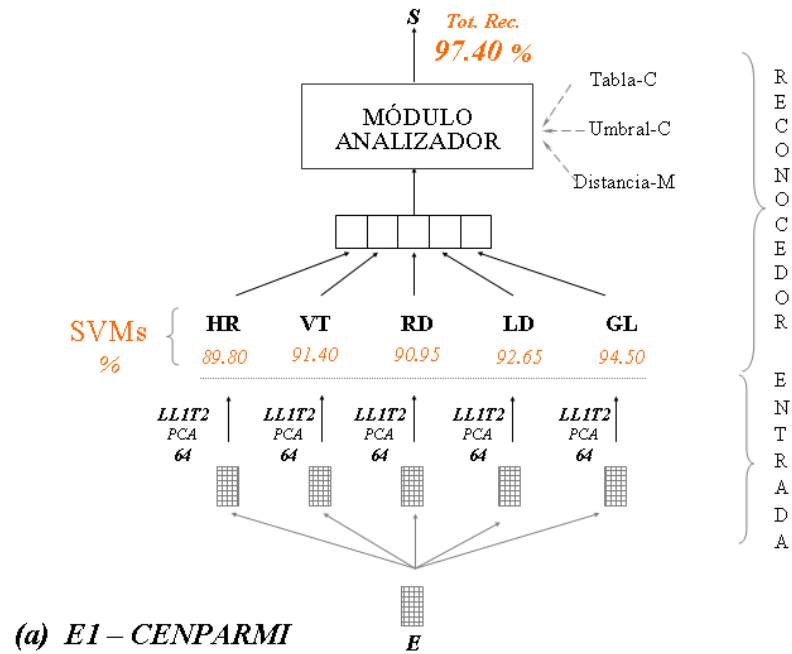 S
Tot. Rec.
97.40 %
MÓDULO
ANALIZADOR
Tabla-C
Umbral-C
Distancia-M
RECONOCEDOR
SVMs
%
HR VT RD LD GL
89.80 91.40 90.95 92.65 94.50
LL1T2 LL1T2 LL1T2 LL1T2 LL1T2
PCA PCA PCA PCA PCA
64 64 64 64 64
ENTRADA
E
(a) E1 – CENPARMI